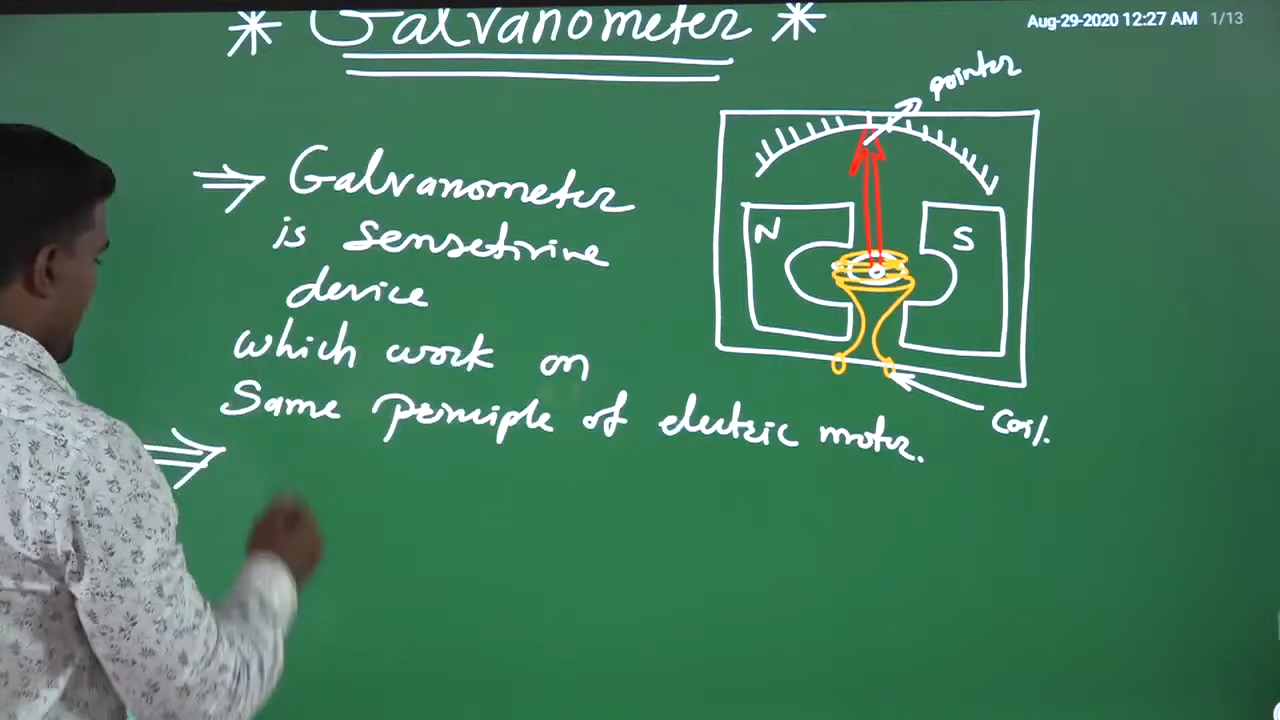 * Galvanometer *
Aug-29-2020 12:27 AM 1/13
pointer
⇒ Galvanometer
is sensetivine
device
which work on
Same principle of electric motor.
⇒
N
S
coil.